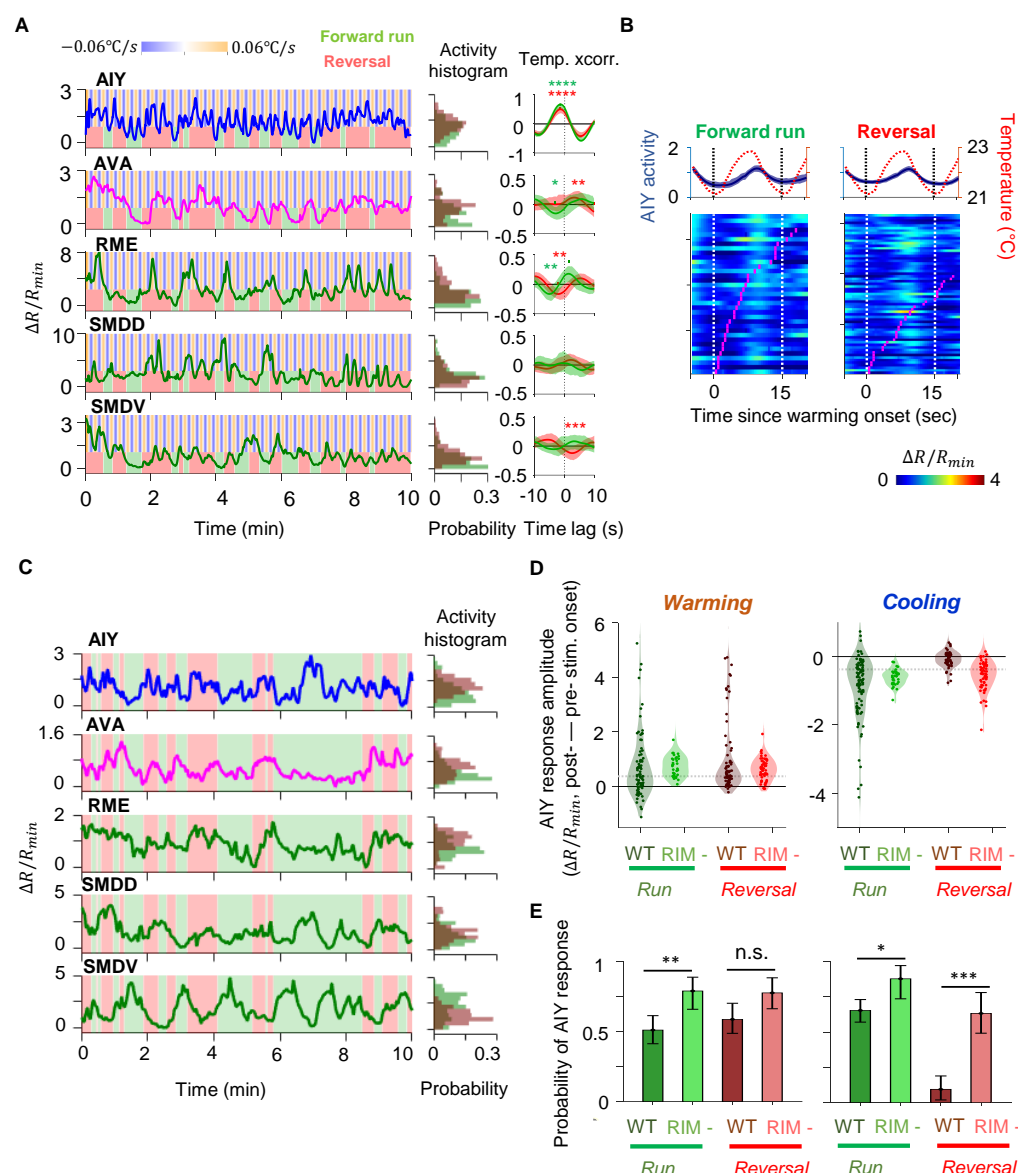 A
−0.06°C/s
0.06°C/s
Forward run
Reversal
Activity
histogram
Temp. xcorr.
AIY
3
0
****
****
1
0
-1
AVA
3
0
*
**
0.5
0
-0.5
RME
8
0
**
**
0.5
0
-0.5
SMDD
10
0
0.5
0
-0.5
SMDV
3
0
***
0.5
0
-0.5
ΔR/Rmin
0 2 4 6 8 10
0 0.3
-10 0 10
Time (min)
Probability
Time lag (s)
B
Forward run
Reversal
AIY activity
2
0
Temperature (°C)
23
21
0 15
0 15
Time since warming onset (sec)
ΔR/Rmin
0 4
C
Activity
histogram
AIY
3
0
AVA
1.6
0
RME
2
0
SMDD
5
0
SMDV
5
0
ΔR/Rmin
0 2 4 6 8 10
0 0.3
Time (min)
Probability
D
Warming
Cooling
AIY response amplitude
(ΔR/Rmin, post- — pre- stim. onset)
6
4
2
0
0
-2
-4
WT RIM - WT RIM -
Run
Reversal
WT RIM - WT RIM -
Run
Reversal
E
Probability of AIY response
1
0.5
0
**
n.s.
*
***
WT RIM - WT RIM -
Run
Reversal
WT RIM - WT RIM -
Run
Reversal